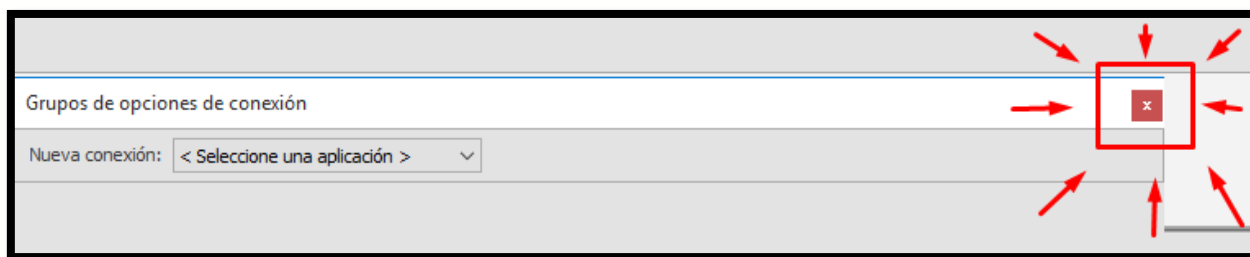 Grupos de opciones de conexión
x
Nueva conexión: < Seleccione una aplicación >